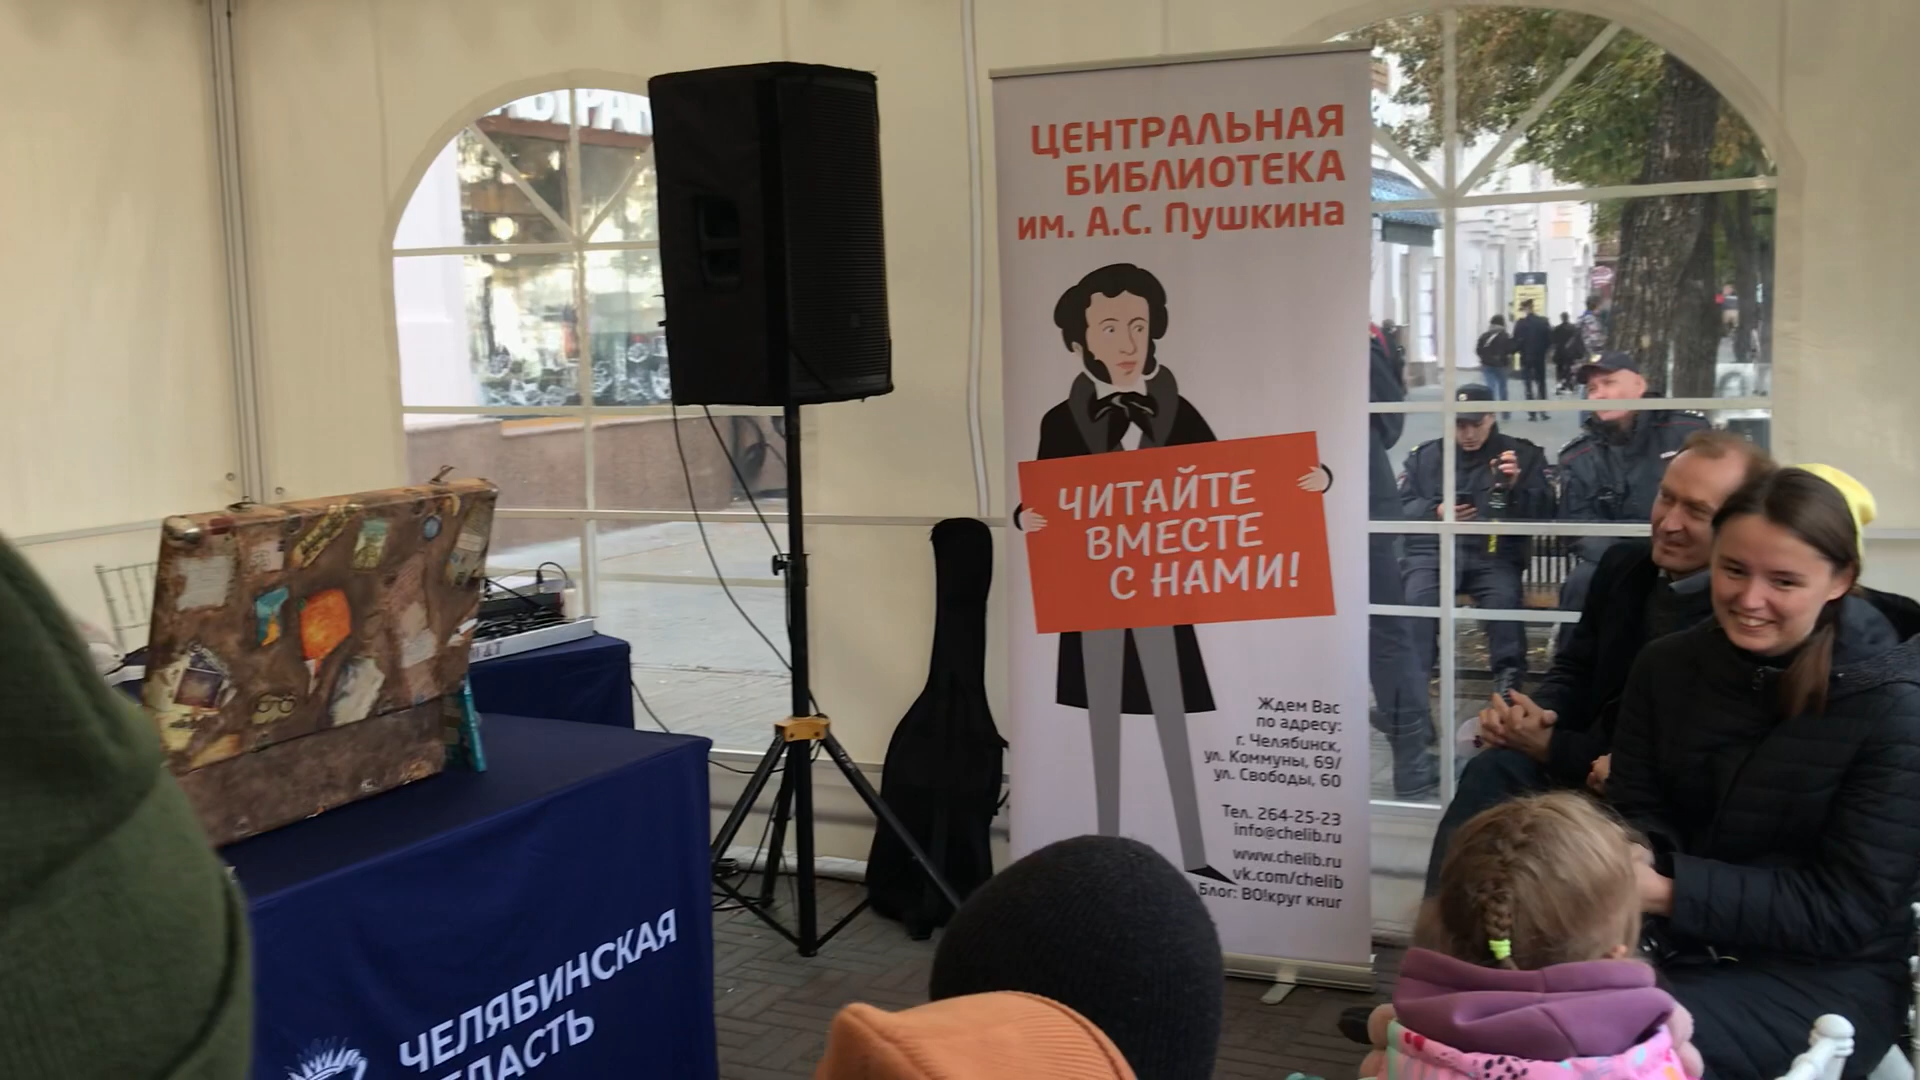 ЦЕНТРАЛЬНАЯ
БИБЛИОТЕКА
им. А.С. Пушкина
ЧИТАЙТЕ
ВМЕСТЕ
С НАМИ!
Ждем Вас
по адресу:
г. Челябинск,
ул. Коммуны, 69/
ул. Свободы, 60
Тел. 264-25-23
info@chelib.ru
www.chelib.ru
vk.com/chelib
Блог: ВО!круг книг
ЧЕЛЯБИНСКАЯ